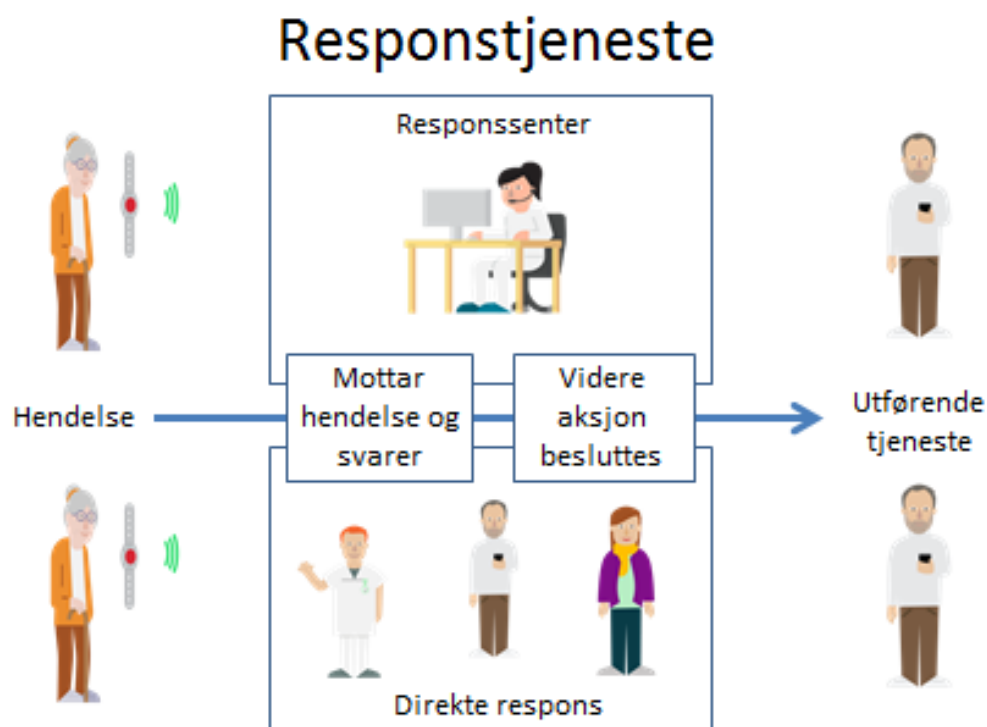 Responstjeneste
Responssenter
Hendelse
Mottar
hendelse og
svarer
Videre
aksjon
besluttes
Utførende
tjeneste
Direkte respons